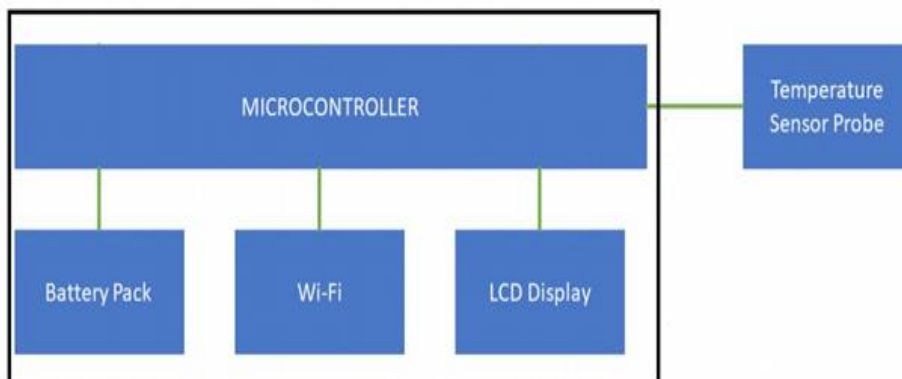 MICROCONTROLLER
Temperature
Sensor Probe
Battery Pack
Wi-Fi
LCD Display